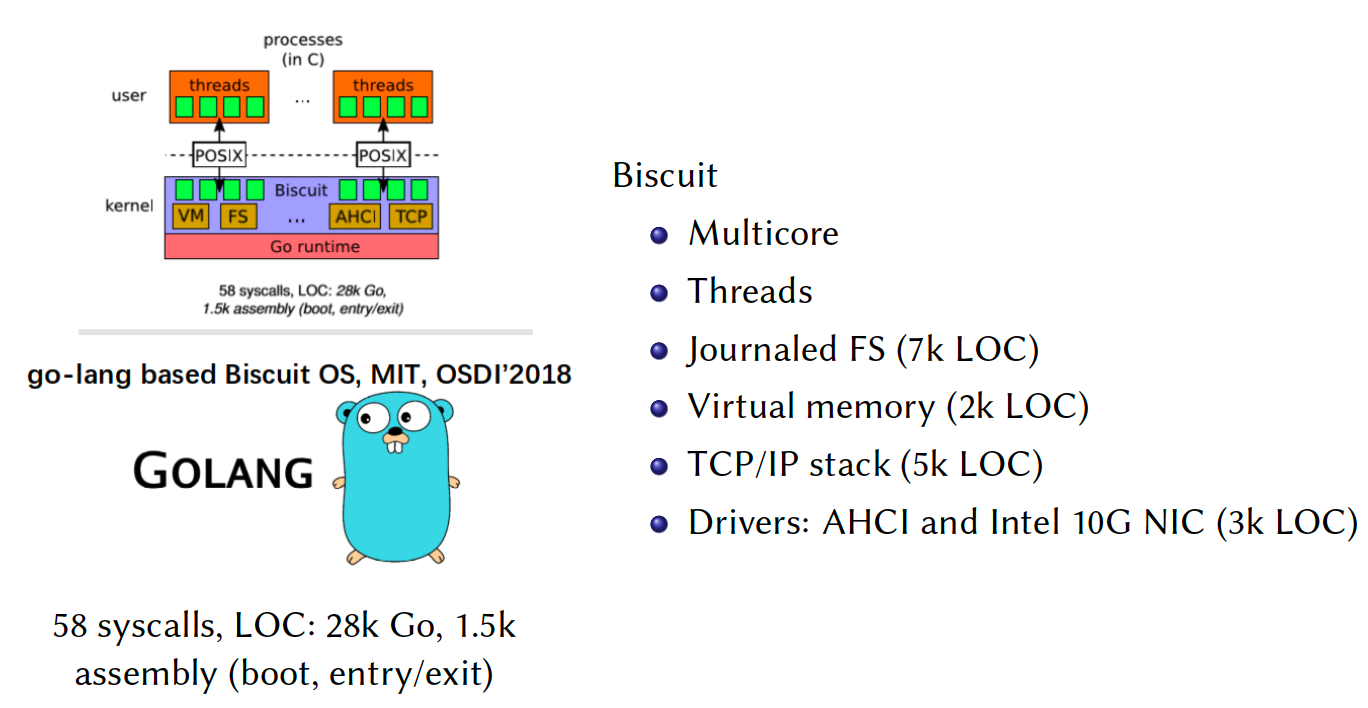 processes
(in C)
user
threads
...
threads
POSIX
POSIX
kernel
Biscuit
VM
FS
...
AHCI
TCP
Go runtime
58 syscalls, LOC: 28k Go,
1.5k assembly (boot, entry/exit)
go-lang based Biscuit OS, MIT, OSDI’2018
GOLANG
58 syscalls, LOC: 28k Go, 1.5k
assembly (boot, entry/exit)
Biscuit
Multicore
Threads
Journaled FS (7k LOC)
Virtual memory (2k LOC)
TCP/IP stack (5k LOC)
Drivers: AHCI and Intel 10G NIC (3k LOC)